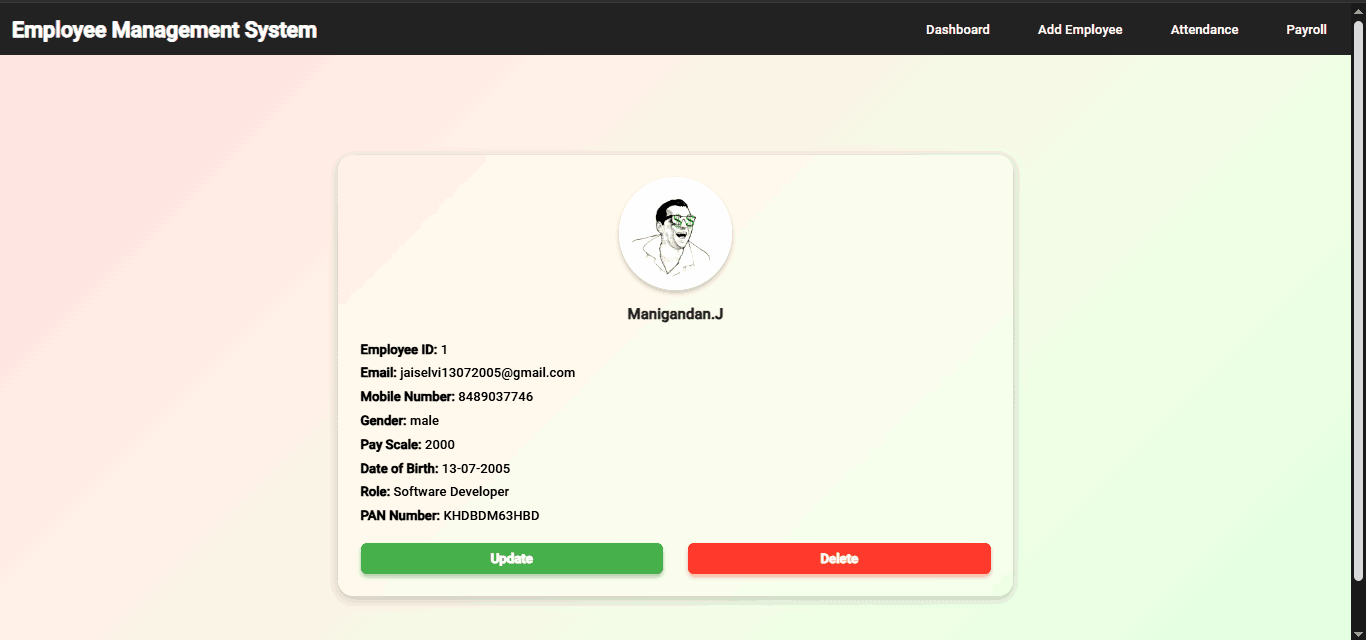 Employee Management System
Dashboard
Add Employee
Attendance
Payroll
Manigandan.J
Employee ID: 1
Email: jaiselvi13072005@gmail.com
Mobile Number: 8489037746
Gender: male
Pay Scale: 2000
Date of Birth: 13-07-2005
Role: Software Developer
PAN Number: KHDBDM63HBD
Update
Delete